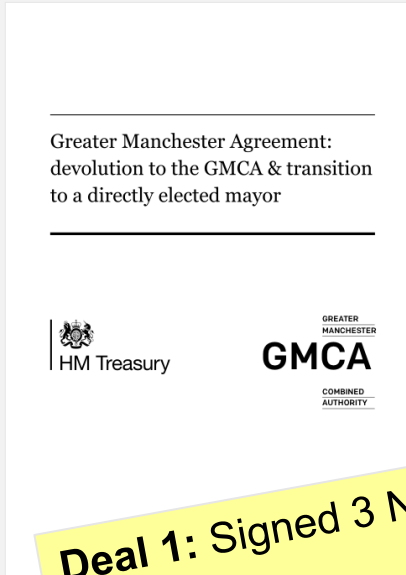 Greater Manchester Agreement:
devolution to the GMCA & transition
to a directly elected mayor
HM Treasury
GREATER
MANCHESTER
GMCA
COMBINED
AUTHORITY
Deal 1: Signed 3 N